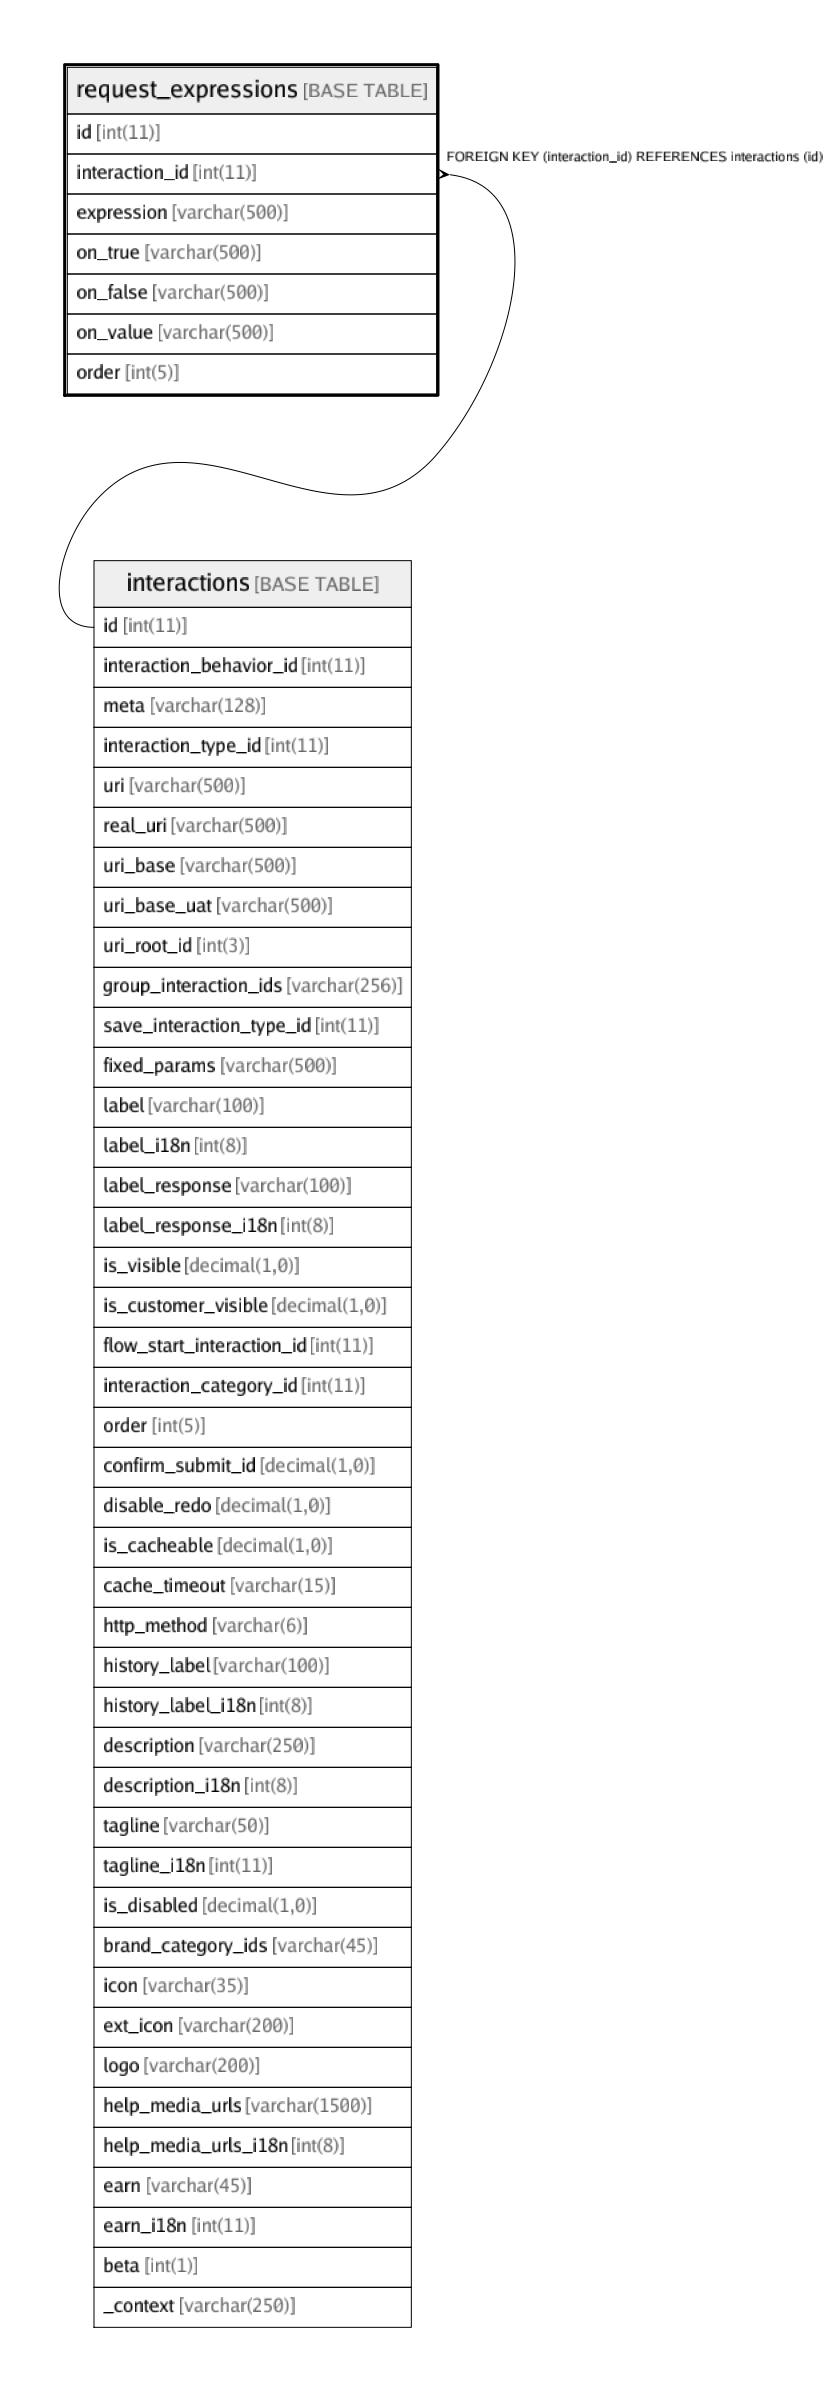 request_expressions [BASE TABLE]
id [int(11)]
FOREIGN KEY (interaction_id) REFERENCES interactions (id)
interaction_id [int(11)]
expression [varchar(500)]
on_true [varchar(500)]
on_false [varchar(500)]
on_value [varchar(500)]
order [int(5)]
interactions [BASE TABLE]
id [int(11)]
interaction_behavior_id [int(11)]
meta [varchar(128)]
interaction_type_id [int(11)]
uri [varchar(500)]
real_uri [varchar(500)]
uri_base [varchar(500)]
uri_base_uat [varchar(500)]
uri_root_id [int(3)]
group_interaction_ids [varchar(256)]
save_interaction_type_id [int(11)]
fixed_params [varchar(500)]
label [varchar(100)]
label_i18n [int(8)]
label_response [varchar(100)]
label_response_i18n [int(8)]
is_visible [decimal(1,0)]
is_customer_visible [decimal(1,0)]
flow_start_interaction_id [int(11)]
interaction_category_id [int(11)]
order [int(5)]
confirm_submit_id [decimal(1,0)]
disable_redo [decimal(1,0)]
is_cacheable [decimal(1,0)]
cache_timeout [varchar(15)]
http_method [varchar(6)]
history_label [varchar(100)]
history_label_i18n [int(8)]
description [varchar(250)]
description_i18n [int(8)]
tagline [varchar(50)]
tagline_i18n [int(11)]
is_disabled [decimal(1,0)]
brand_category_ids [varchar(45)]
icon [varchar(35)]
ext_icon [varchar(200)]
logo [varchar(200)]
help_media_urls [varchar(1500)]
help_media_urls_i18n [int(8)]
earn [varchar(45)]
earn_i18n [int(11)]
beta [int(1)]
_context [varchar(250)]